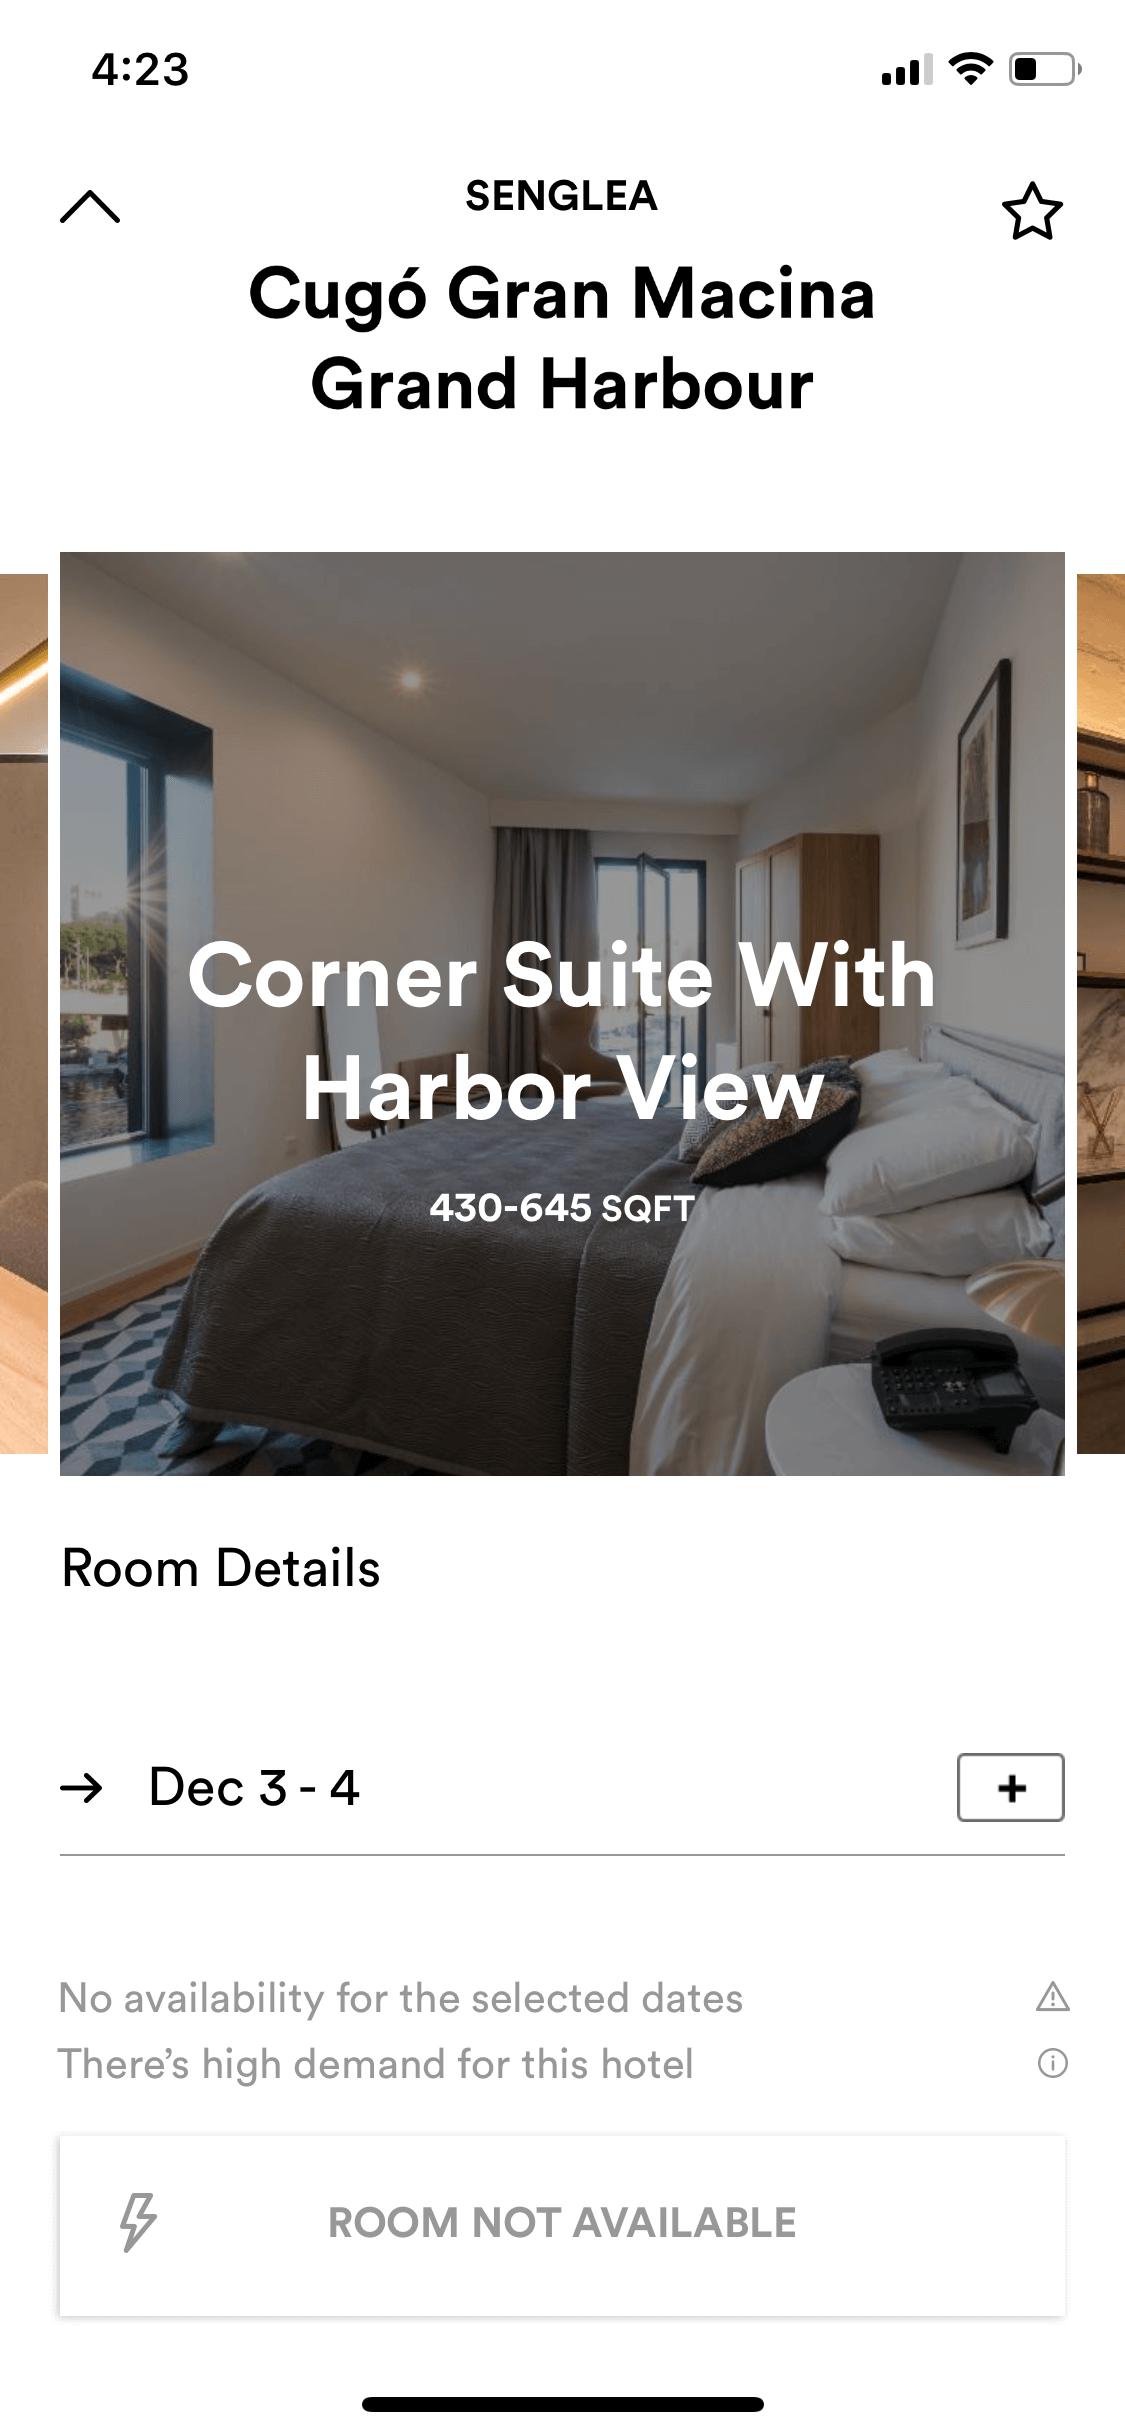 4:23
SENGLEA
Cugó Gran Macina
Grand Harbour
Corner Suite With
Harbor View
430-645 SQFT
Room Details
→ Dec 3 - 4 +
No availability for the selected dates
There’s high demand for this hotel
ROOM NOT AVAILABLE